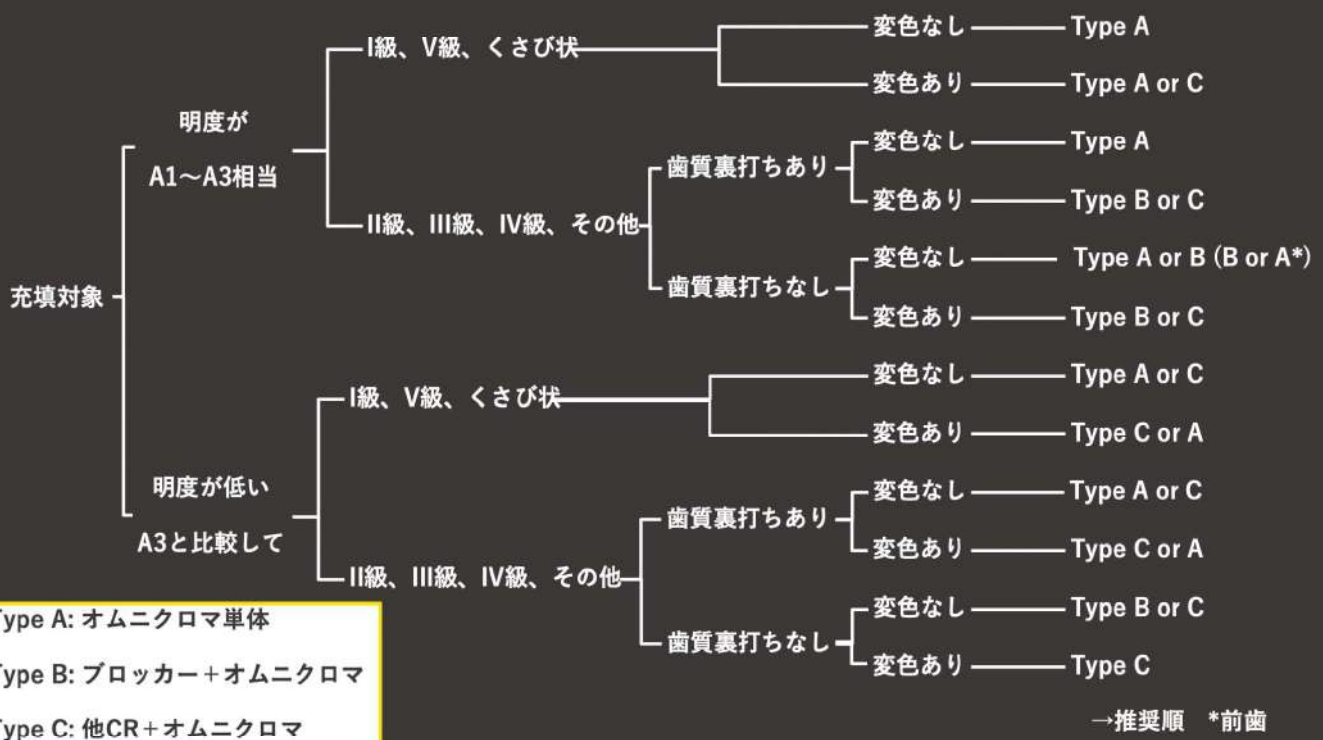 充填対象
明度が
A1〜A3相当
I級、V級、くさび状
変色なし Type A
変色あり Type A or C
II級、III級、IV級、その他
歯質裏打ちあり
変色なし Type A
変色あり Type B or C
歯質裏打ちなし
変色なし Type A or B (B or A*)
変色あり Type B or C
明度が低い
A3と比較して
I級、V級、くさび状
変色なし Type A or C
変色あり Type C or A
II級、III級、IV級、その他
歯質裏打ちあり
変色なし Type A or C
変色あり Type C or A
歯質裏打ちなし
変色なし Type B or C
変色あり Type C
Type A: オムニクロマ単体
Type B: ブロッカー+オムニクロマ
Type C: 他CR+オムニクロマ
→推奨順 *前歯